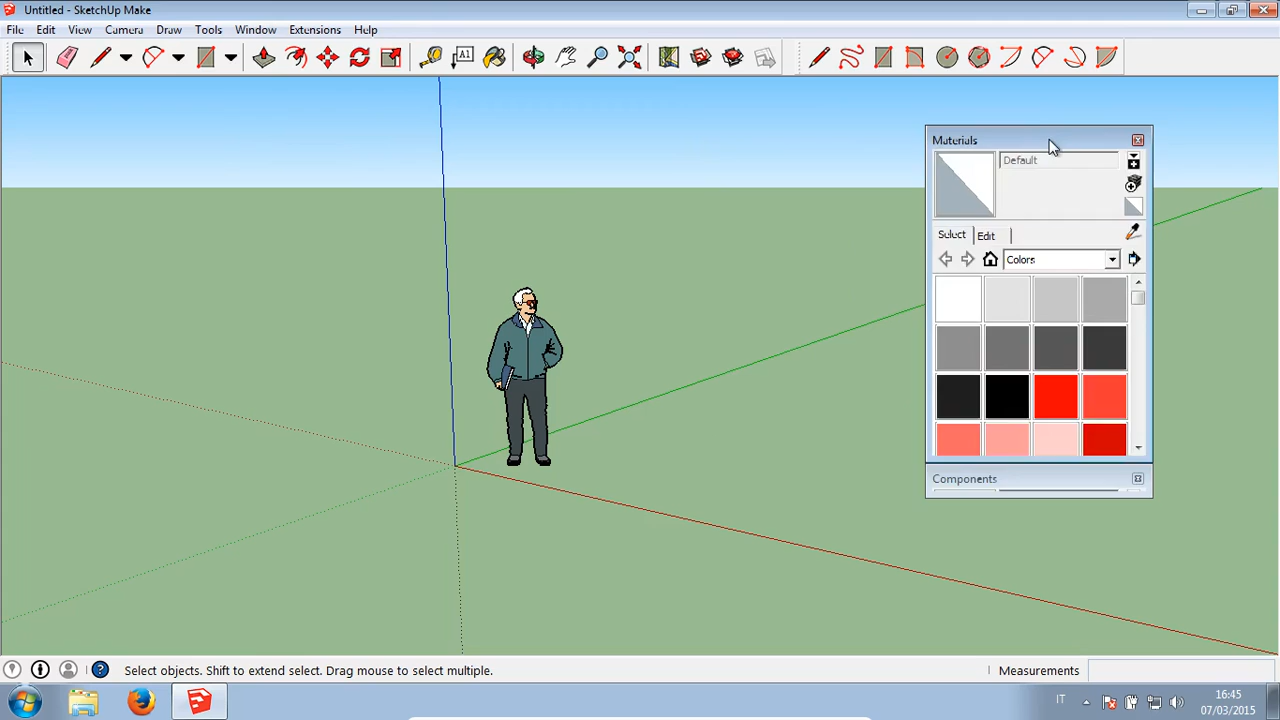 Untitled - SketchUp Make
File Edit View Camera Draw Tools Window Extensions Help
A1
Materials
Default
Select Edit
Colors
Components
Select objects. Shift to extend select. Drag mouse to select multiple.
Measurements
IT
16:45
07/03/2015